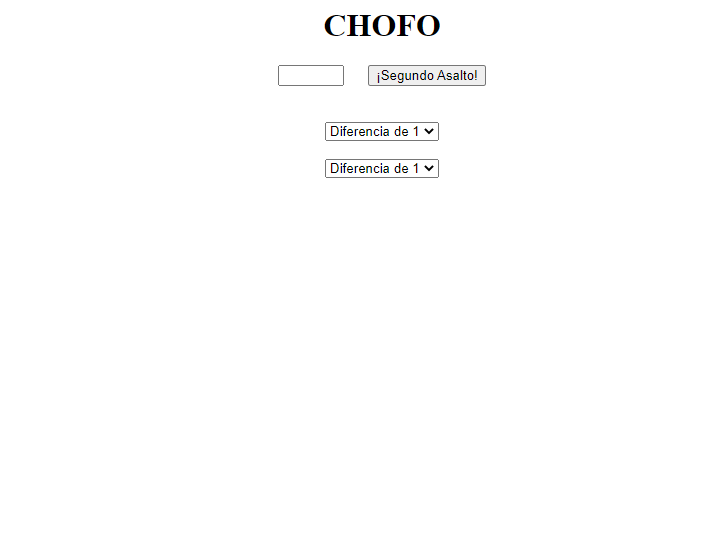 CHOFO
¡Segundo Asalto!
Diferencia de 1
Diferencia de 1